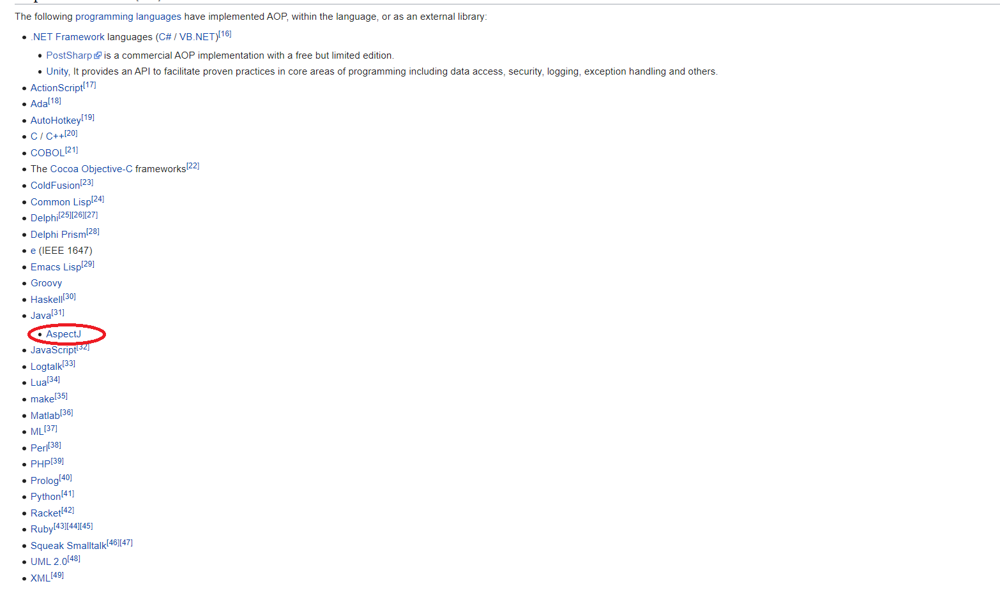 The following programming languages have implemented AOP, within the language, or as an external library:
• .NET Framework languages (C# / VB.NET)[16]
• PostSharp is a commercial AOP implementation with a free but limited edition.
• Unity, It provides an API to facilitate proven practices in core areas of programming including data access, security, logging, exception handling and others.
• ActionScript[17]
• Ada[18]
• AutoHotkey[19]
• C / C++[20]
• COBOL[21]
• The Cocoa Objective-C frameworks[22]
• ColdFusion[23]
• Common Lisp[24]
• Delphi[25][26][27]
• Delphi Prism[28]
• e (IEEE 1647)
• Emacs Lisp[29]
• Groovy
• Haskell[30]
• Java[31]
• AspectJ
• JavaScript[32]
• Logtalk[33]
• Lua[34]
• make[35]
• Matlab[36]
• ML[37]
• Perl[38]
• PHP[39]
• Prolog[40]
• Python[41]
• Racket[42]
• Ruby[43][44][45]
• Squeak Smalltalk[46][47]
• UML 2.0[48]
• XML[49]